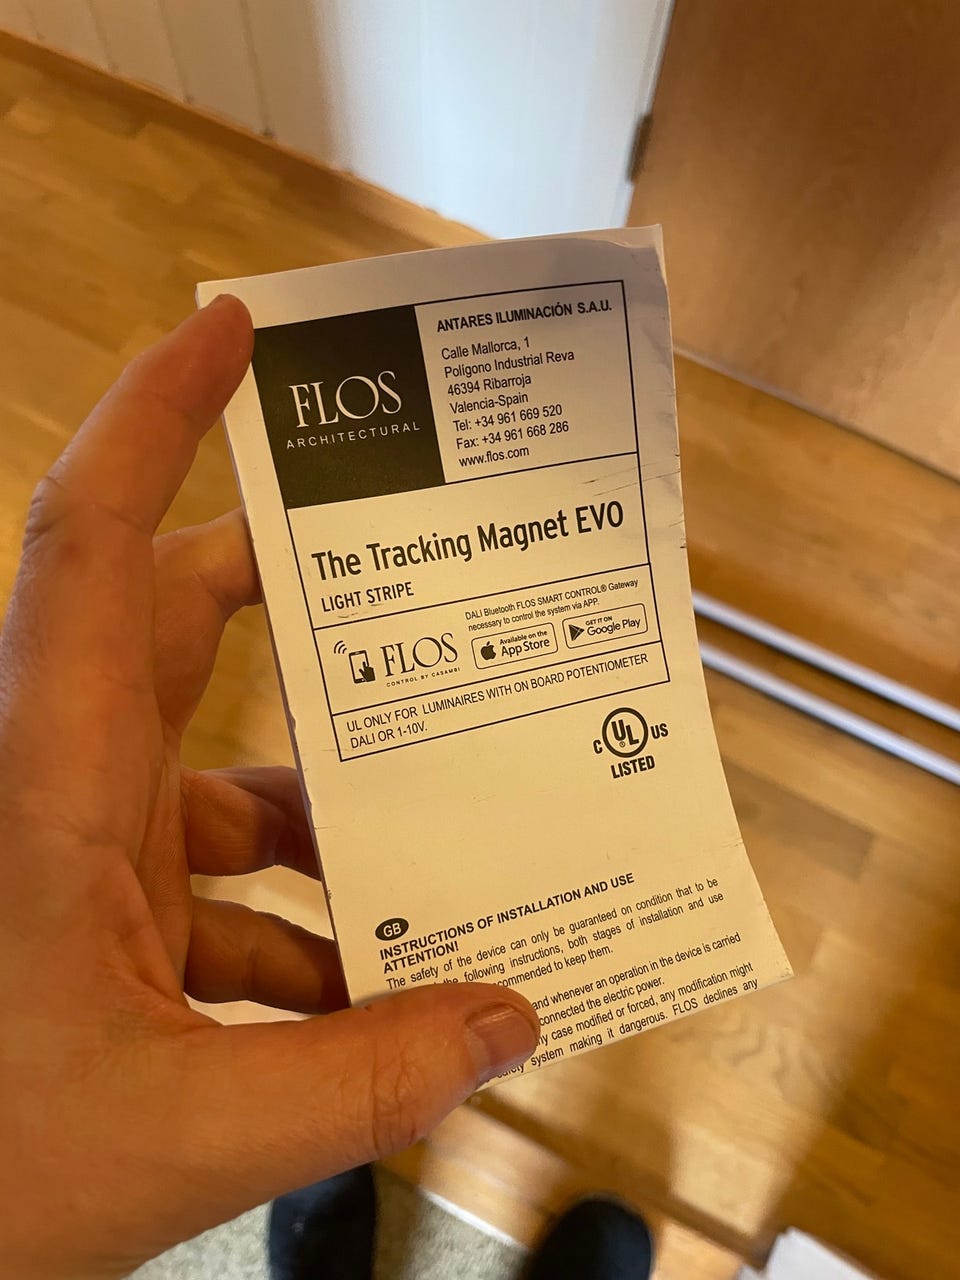 FLOS
ARCHITECTURAL
ANTARES ILUMINACIÓN S.A.U.
Calle Mallorca, 1
Polígono Industrial Reva
46394 Ribarroja
Valencia-Spain
Tel: +34 961 669 520
Fax: +34 961 668 286
www.flos.com
The Tracking Magnet EVO
LIGHT STRIPE
FLOS
CONTROL BY CASAMBI
DALI Bluetooth FLOS SMART CONTROL® Gateway
necessary to control the system via APP.
Available on the
App Store
GET IT ON
Google Play
UL ONLY FOR LUMINAIRES WITH ON BOARD POTENTIOMETER
DALI OR 1-10V.
C UL® US
LISTED
GB
INSTRUCTIONS OF INSTALLATION AND USE
ATTENTION!
The safety of the device can only be guaranteed on condition that to be
the following instructions, both stages of installation and use
commended to keep them.
and whenever an operation in the device is carried
connected the electric power.
any case modified or forced, any modification might
safety system making it dangerous. FLOS declines any